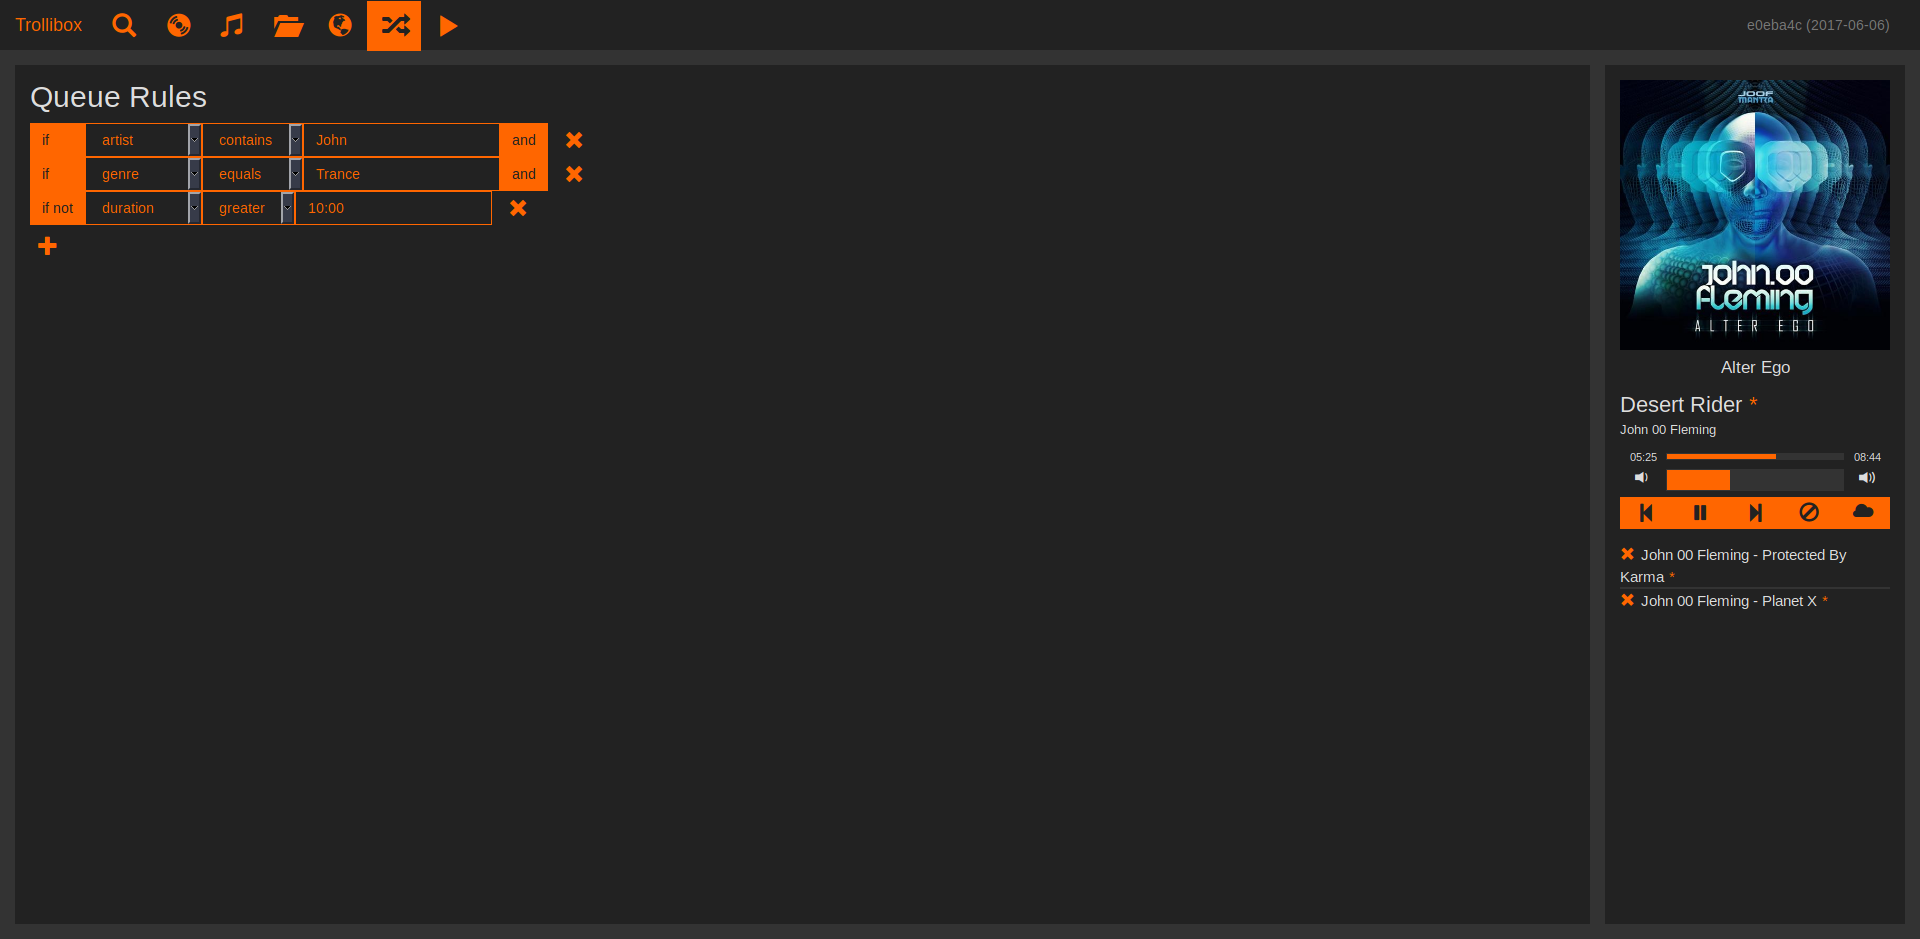 Trollibox
e0eba4c (2017-06-06)
Queue Rules
if artist contains John and
if genre equals Trance and
if not duration greater 10:00
JOOF
MANTRA
John.00
Fleming
ALTER EGO
Alter Ego
Desert Rider *
John 00 Fleming
05:25 08:44
John 00 Fleming - Protected By
Karma *
John 00 Fleming - Planet X *